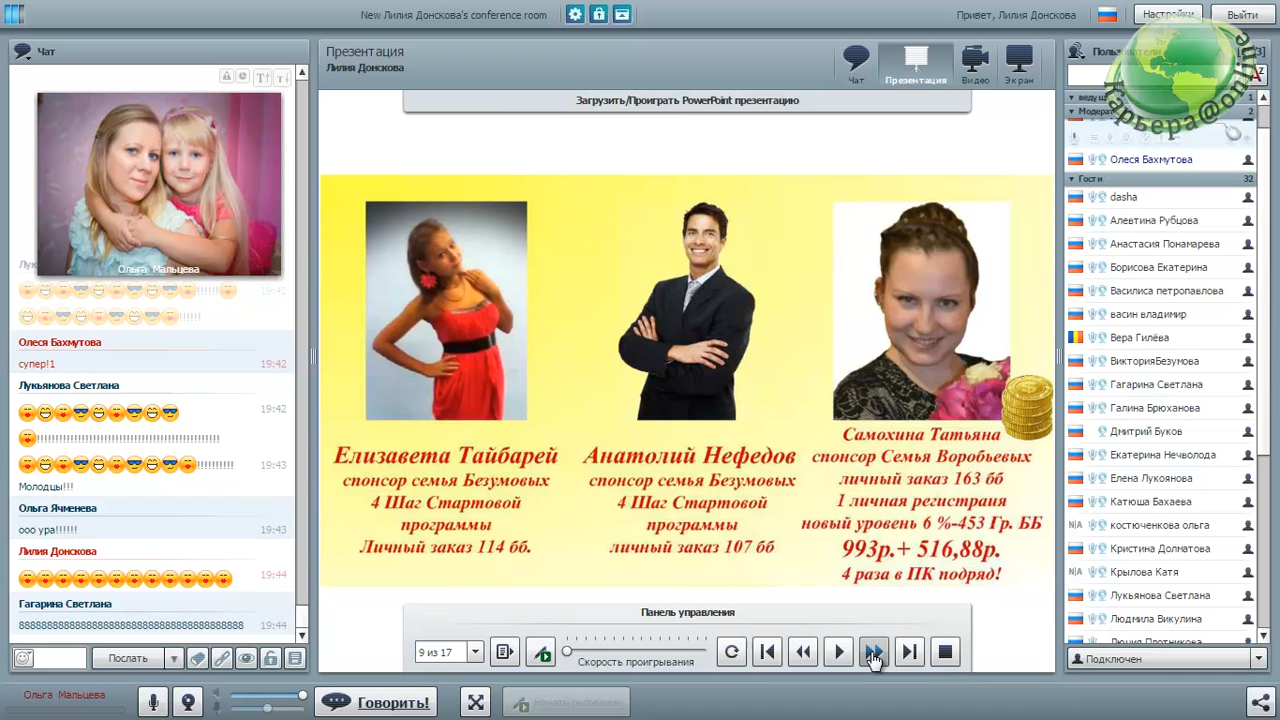 New Лилия Донскова's conference room
Привет, Лилия Донскова
Настройки
Выйти
Чат
Ольга Мальцева
19:42
Олеся Бахмутова
супер!1
19:42
Лукьянова Светлана
19:42
19:43
Молодцы!!!
Ольга Ячменева
ооо ура!!!!!!
19:43
Лилия Донскова
19:44
Гагарина Светлана
19:44
Послать
Презентация
Лилия Донскова
Чат
Презентация
Видео
Экран
Загрузить/Проиграть PowerPoint презентацию
Елизавета Тайбарей
спонсор семья Безумовых
4 Шаг Стартовой
программы
Личный заказ 114 бб.
Анатолий Нефедов
спонсор семья Безумовых
4 Шаг Стартовой
программы
личный заказ 107 бб
Самохина Татьяна
спонсор Семья Воробьевых
личный заказ 163 бб
1 личная регистраия
новый уровень 6 %-453 Гр. ББ
993р.+ 516,88р.
4 раза в ПК подряд!
Панель управления
9 из 17
Скорость проигрывания
карьера@online
1
2
Олеся Бахмутова
Гости
32
dasha
Алевтина Рубцова
Анастасия Понамарева
Борисова Екатерина
Василиса петропавлова
васин владимир
Вера Гилёва
ВикторияБезумова
Гагарина Светлана
Галина Брюханова
Дмитрий Буков
Екатерина Нечволода
Елена Лукоянова
Катюша Бахаева
N|A костюченкова ольга
Кристина Долматова
N|A Крылова Катя
Лукьянова Светлана
Людмила Викулина
Подключен
Ольга Мальцева
Говорить!